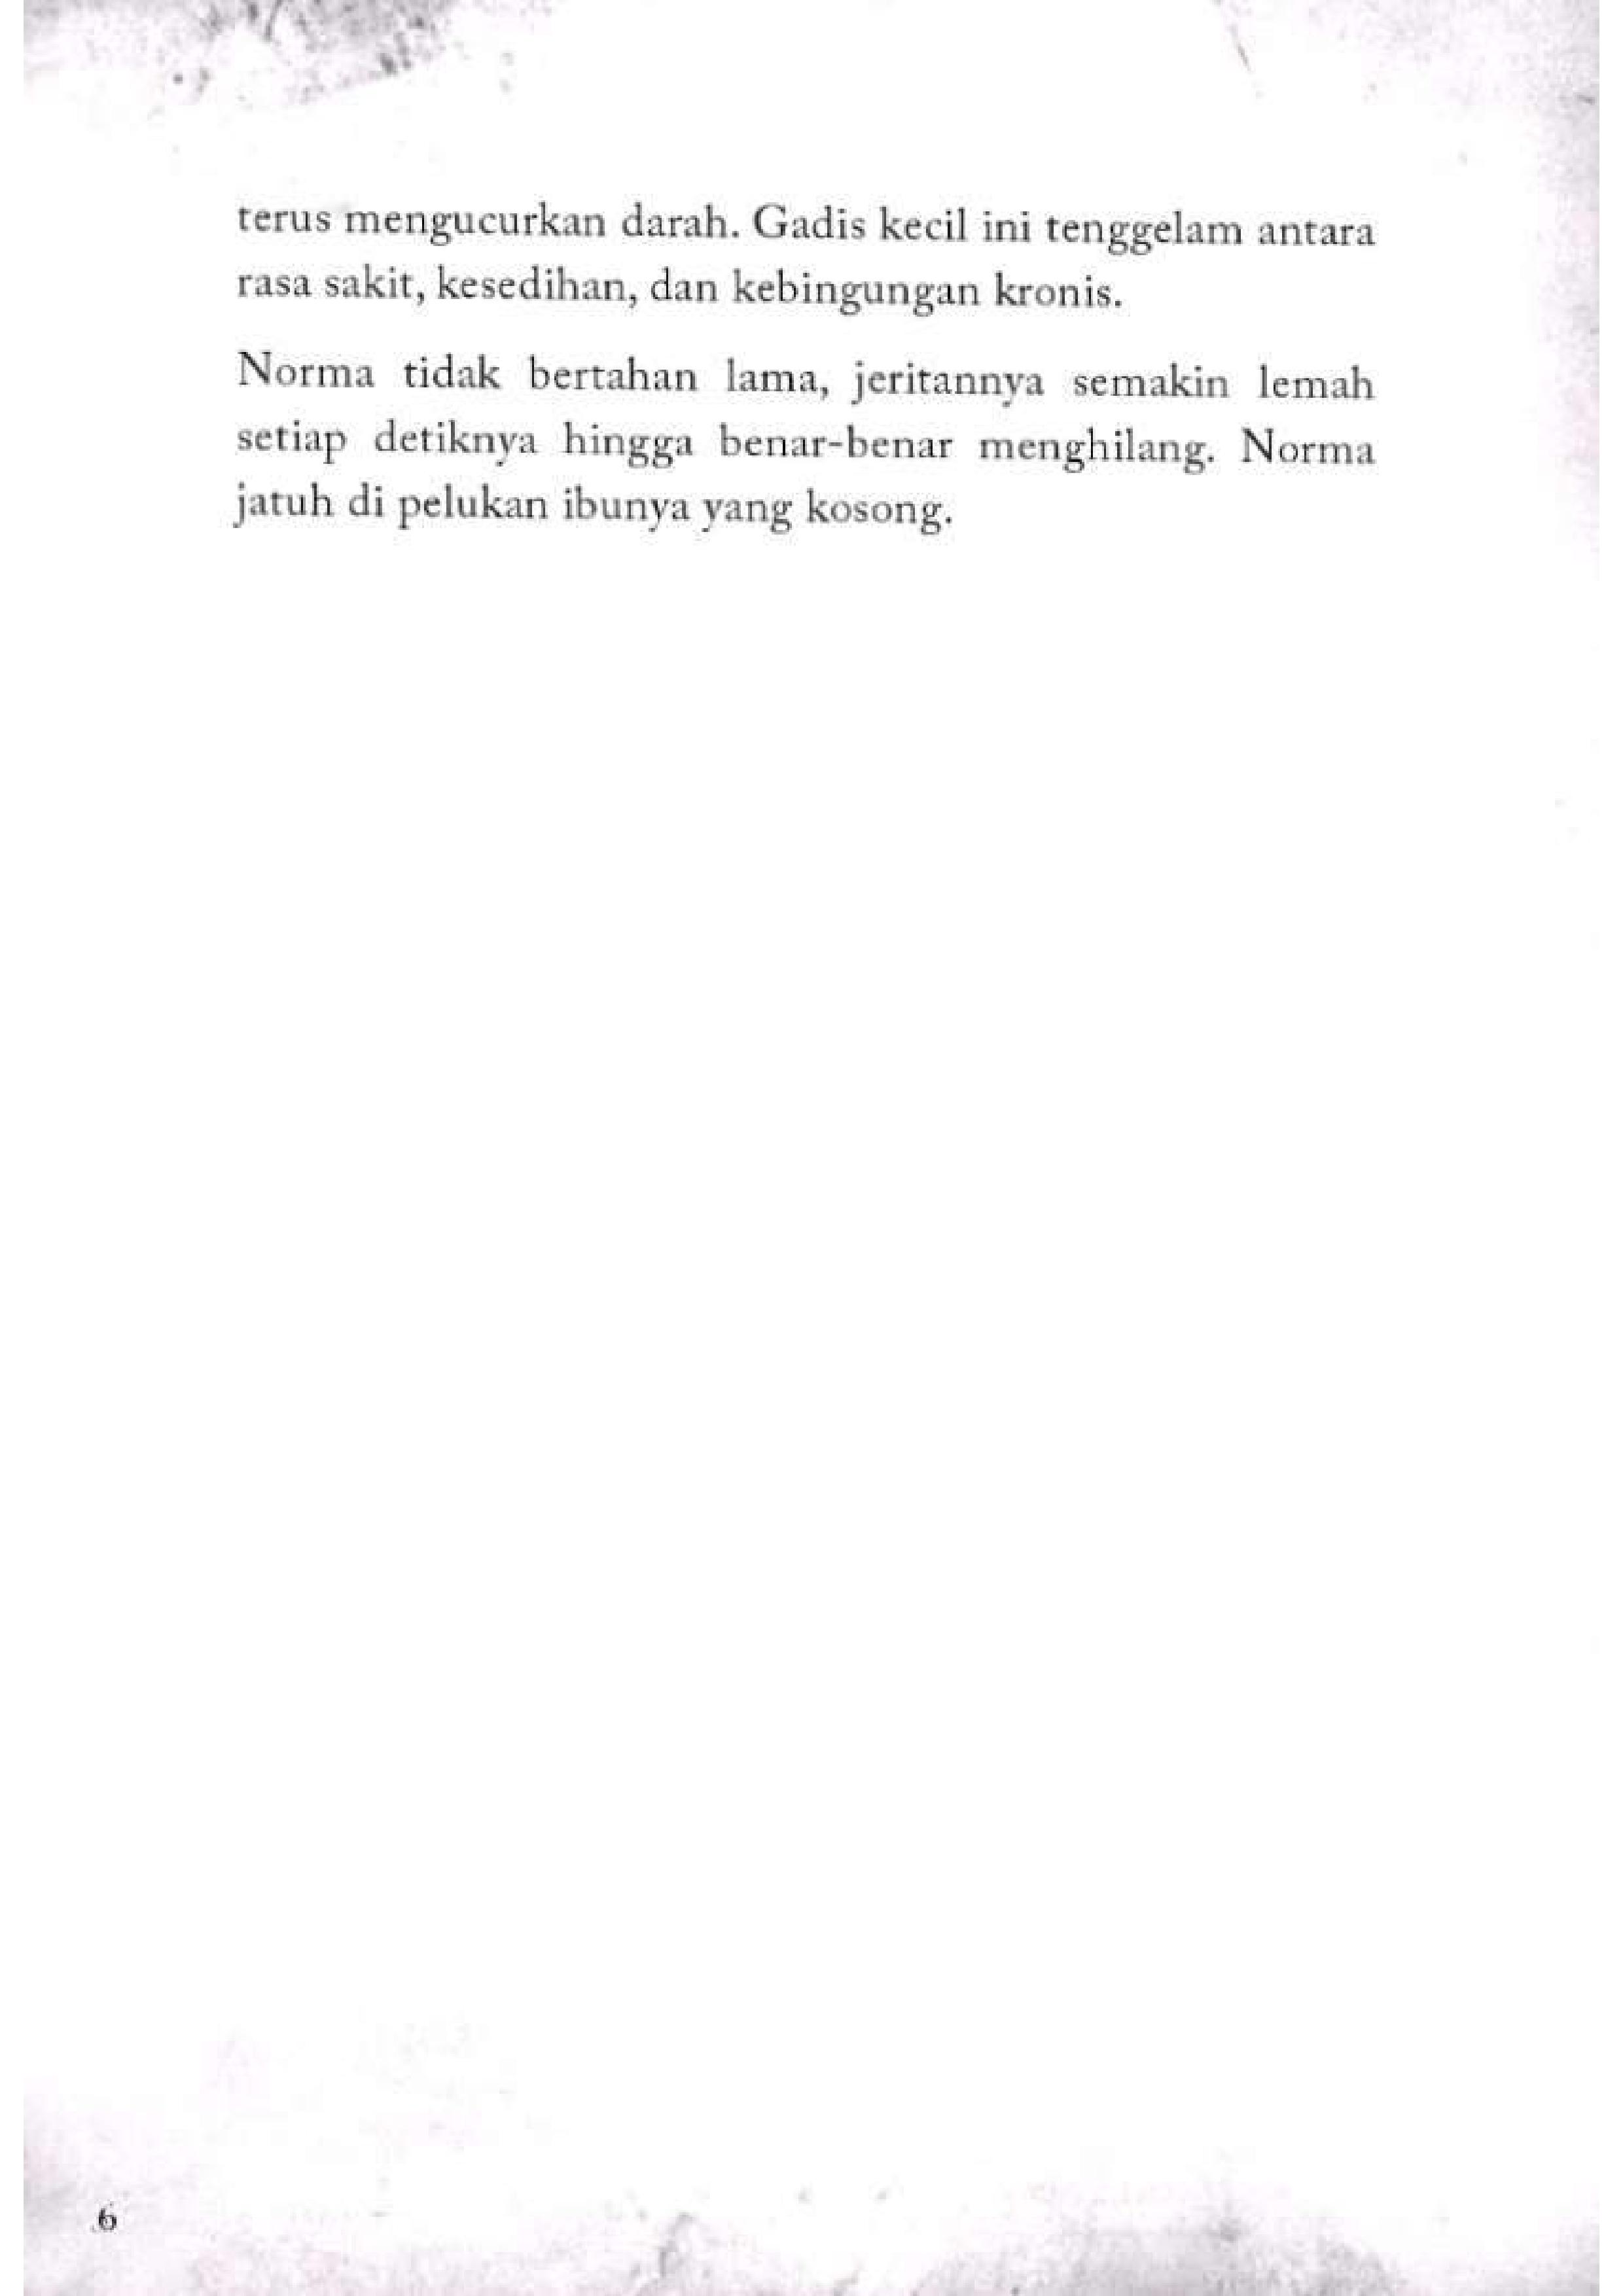 terus mengucurkan darah. Gadis kecil ini tenggelam antara
rasa sakit, kesedihan, dan kebingungan kronis.
Norma tidak bertahan lama, jeritannya semakin lemah
setiap detiknya hingga benar-benar menghilang. Norma
jatuh di pelukan ibunya yang kosong.
6